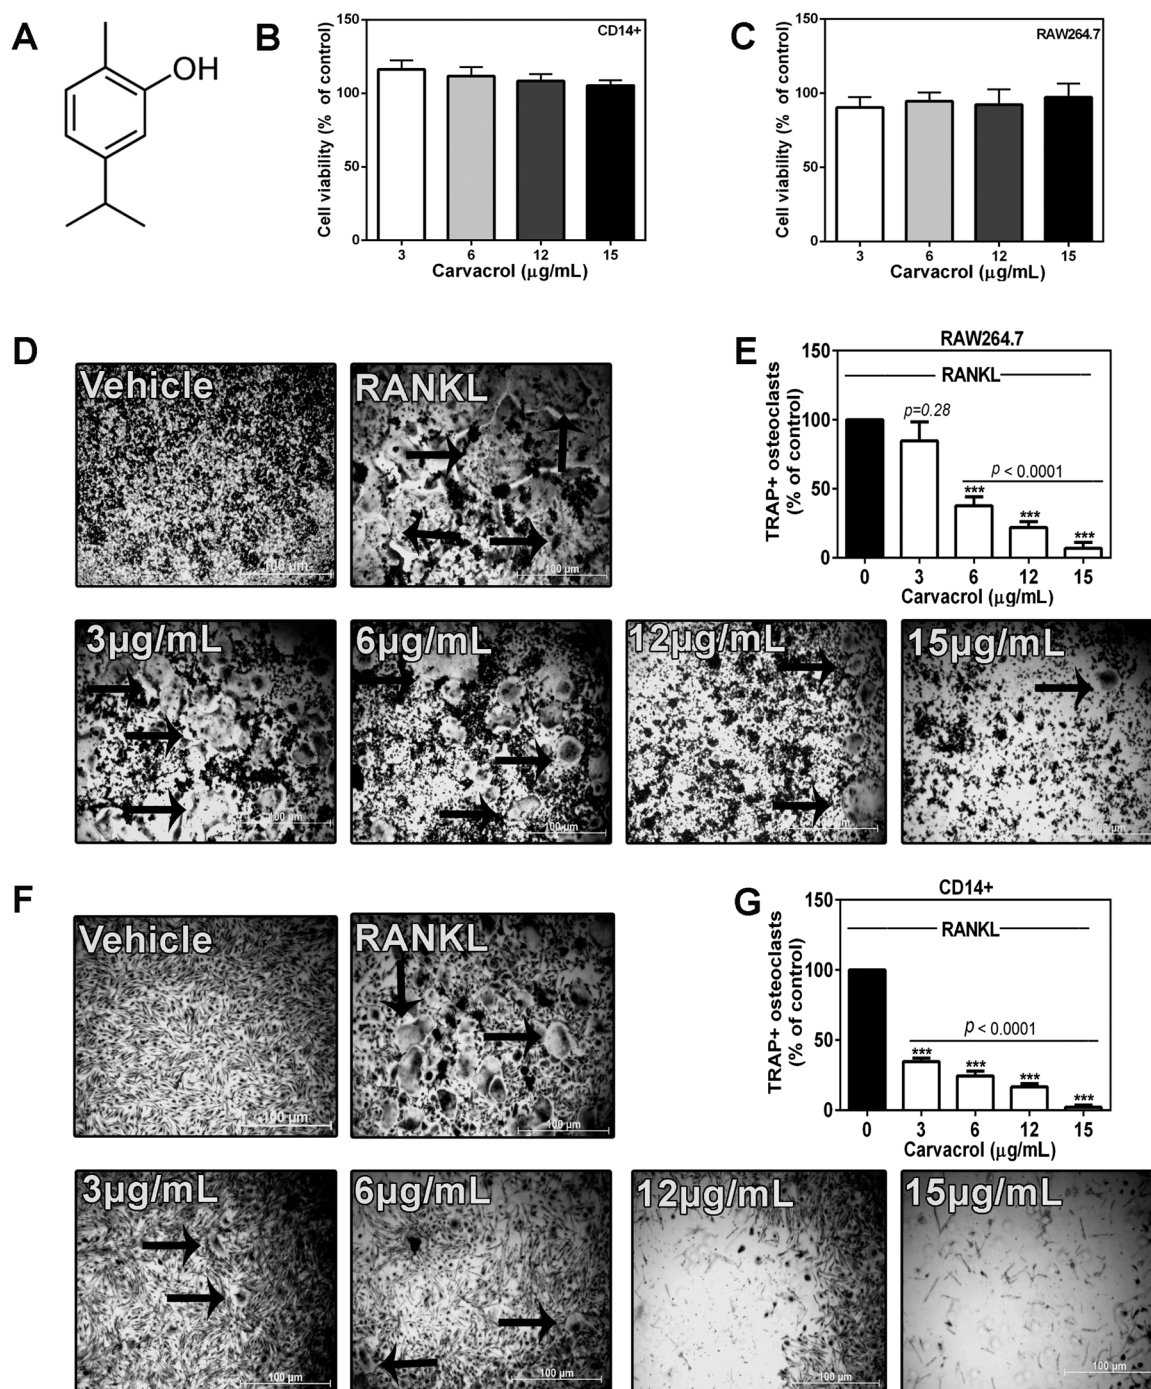 A
OH
B
150
100
50
0
Cell viability (% of control)
CD14+
3
6
12
15
Carvacrol (μg/mL)
C
150
100
50
0
Cell viability (% of control)
RAW264.7
3
6
12
15
Carvacrol (μg/mL)
D
Vehicle
100 μm
RANKL
100 μm
3μg/mL
100 μm
6μg/mL
100 μm
12μg/mL
μm
15μg/mL
μm
E
RAW264.7
150
100
50
0
TRAP+ osteoclasts
(% of control)
RANKL
p=0.28
p < 0.0001
***
***
***
0
3
6
12
15
Carvacrol (μg/mL)
F
Vehicle
100 μm
RANKL
100 μm
3μg/mL
100 μm
6μg/mL
100 μm
12μg/mL
100 μm
15μg/mL
100 μm
G
CD14+
150
100
50
0
TRAP+ osteoclasts
(% of control)
RANKL
p < 0.0001
***
***
***
***
0
3
6
12
15
Carvacrol (μg/mL)